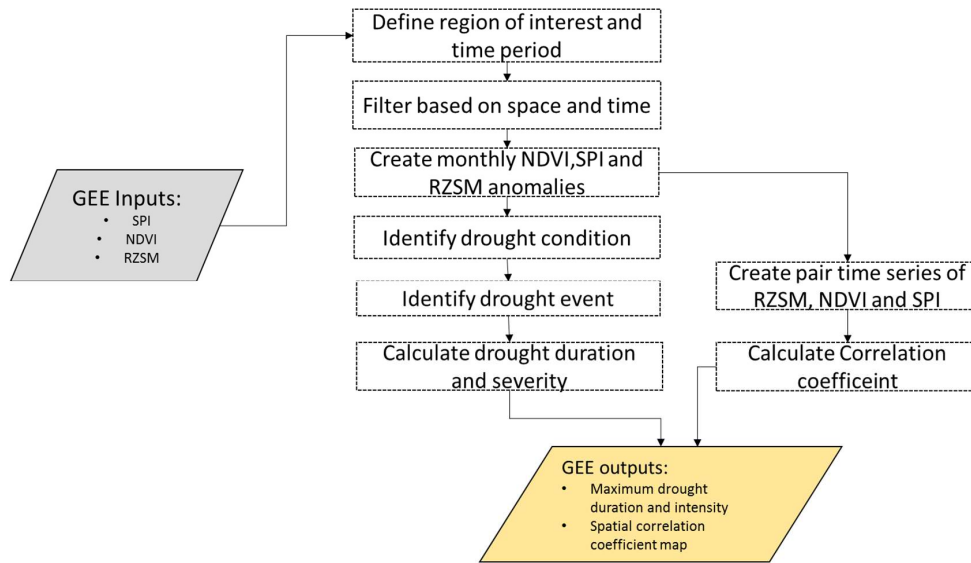 Define region of interest and
time period
Filter based on space and time
Create monthly NDVI,SPI and
RZSM anomalies
GEE Inputs:
• SPI
• NDVI
• RZSM
Identify drought condition
Identify drought event
Calculate drought duration
and severity
Create pair time series of
RZSM, NDVI and SPI
Calculate Correlation
coefficeint
GEE outputs:
• Maximum drought
duration and intensity
• Spatial correlation
coefficient map